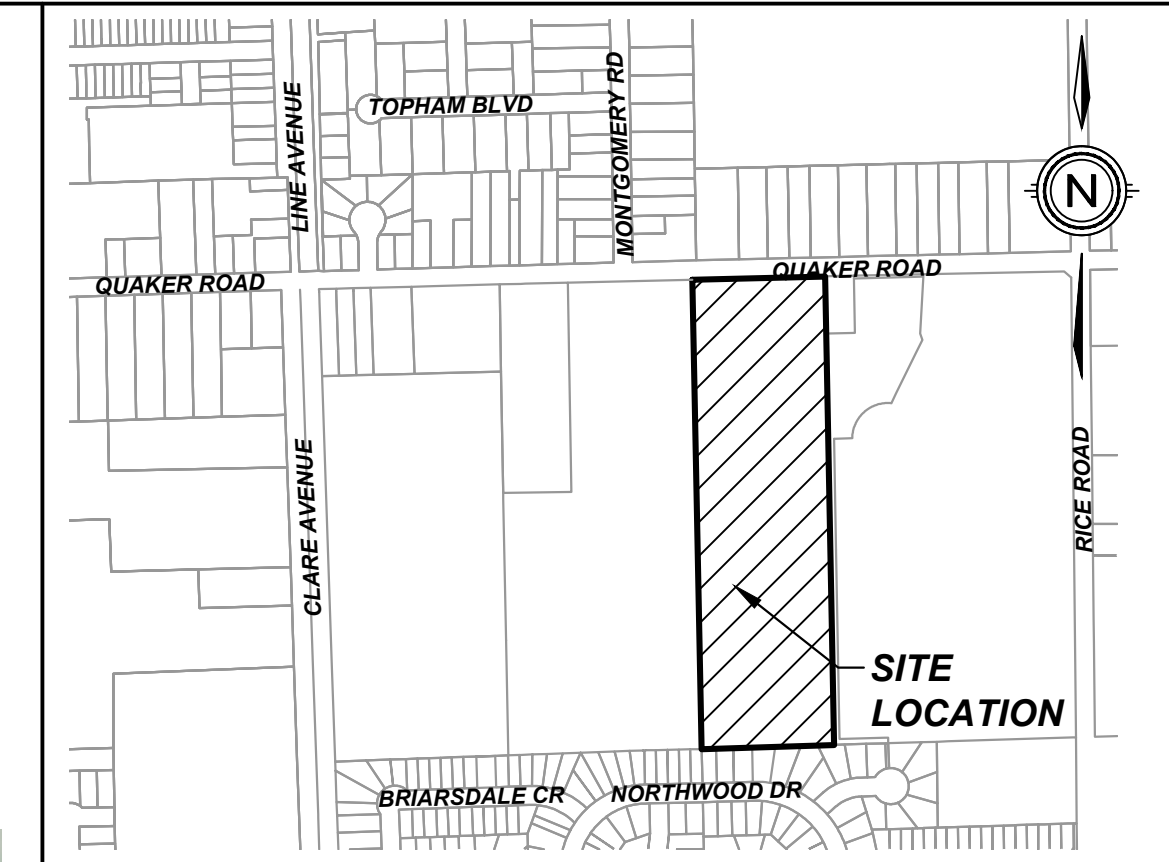 TOPHAM BLVD
LINE AVENUE
MONTGOMERY RD
N
QUAKER ROAD
QUAKER ROAD
CLARE AVENUE
RICE ROAD
SITE
LOCATION
BRIARSDALE CR
NORTHWOOD DR